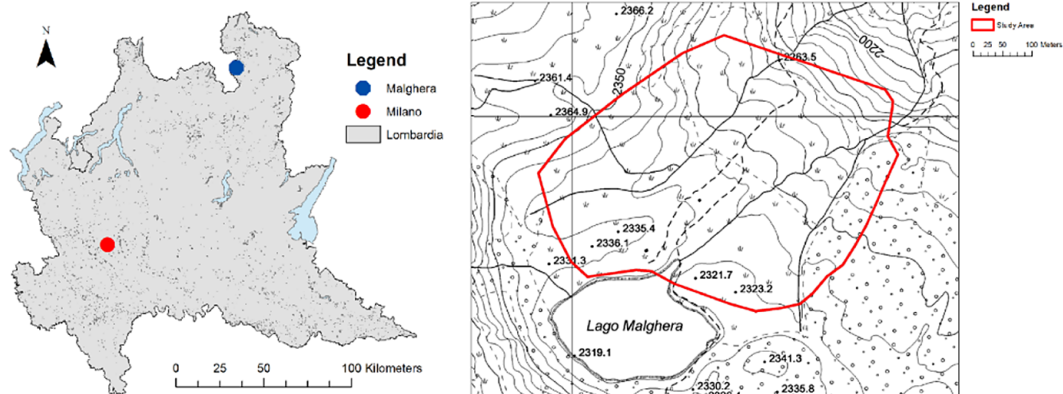 N
Legend
Malghera
Milano
Lombardia
0 25 50 100 Kilometers
2366.2
2200
2263.5
2361.4
2350
2364.9
2335.4
2336.1
2331.3
2321.7
2323.2
Lago Malghera
2319.1
2341.3
2330.2
2335.8
Legend
Study Area
0 25 50 100 Meters